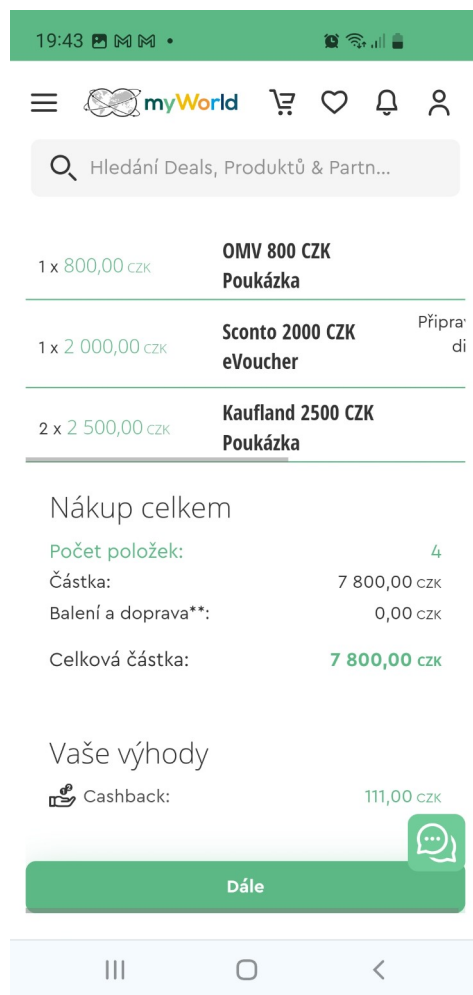 19:43
myWorld
Hledání Deals, Produktů & Partn...
1 x 800,00 CZK
OMV 800 CZK
Poukázka
1 x 2 000,00 CZK
Sconto 2000 CZK
eVoucher
2 x 2 500,00 CZK
Kaufland 2500 CZK
Poukázka
Nákup celkem
Počet položek: 4
Částka: 7 800,00 CZK
Balení a doprava**: 0,00 CZK
Celková částka: 7 800,00 CZK
Vaše výhody
Cashback: 111,00 CZK
Dále